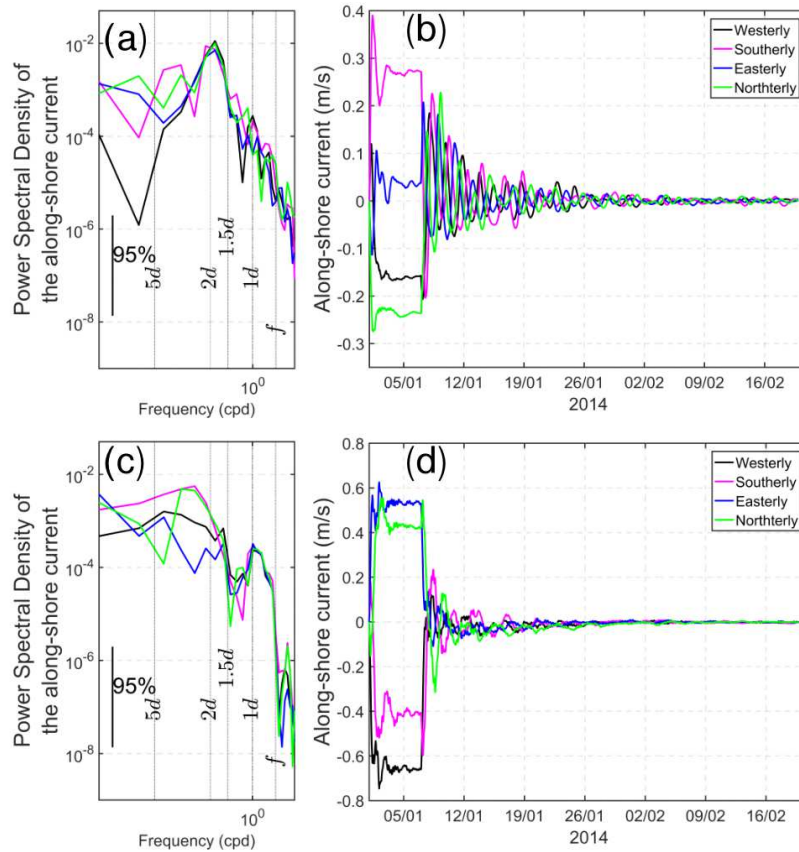 (a)
10^-2
10^-4
10^-6
10^-8
Power Spectral Density of
the along-shore current
95%
5d
2d
1.5d
1d
f
10^0
Frequency (cpd)
(b)
0.4
0.3
0.2
0.1
0
-0.1
-0.2
-0.3
Along-shore current (m/s)
Westerly
Southerly
Easterly
Northterly
05/01 12/01 19/01 26/01 02/02 09/02 16/02
2014
(c)
10^-2
10^-4
10^-6
10^-8
Power Spectral Density of
the along-shore current
95%
5d
2d
1.5d
1d
f
10^0
Frequency (cpd)
(d)
0.8
0.6
0.4
0.2
0
-0.2
-0.4
-0.6
-0.8
Along-shore current (m/s)
Westerly
Southerly
Easterly
Northterly
05/01 12/01 19/01 26/01 02/02 09/02 16/02
2014